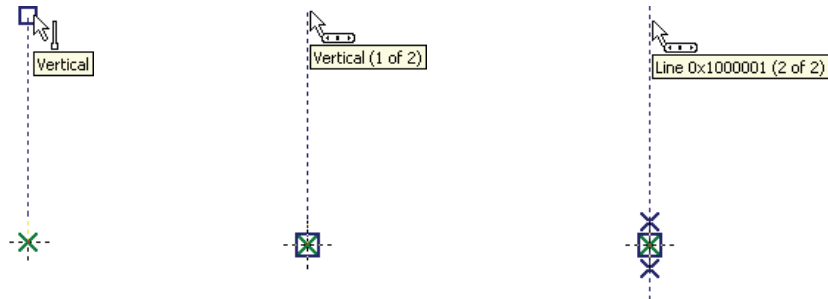 Vertical
Vertical (1 of 2)
Line 0x1000001 (2 of 2)